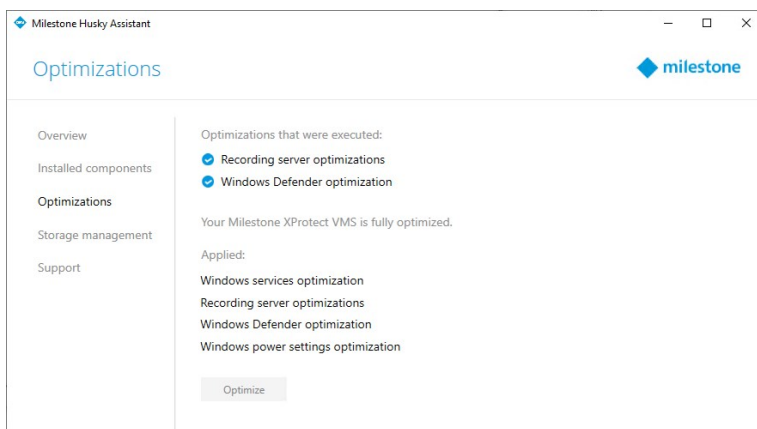 Milestone Husky Assistant
Optimizations
milestone
Overview
Installed components
Optimizations
Storage management
Support
Optimizations that were executed:
Recording server optimizations
Windows Defender optimization
Your Milestone XProtect VMS is fully optimized.
Applied:
Windows services optimization
Recording server optimizations
Windows Defender optimization
Windows power settings optimization
Optimize